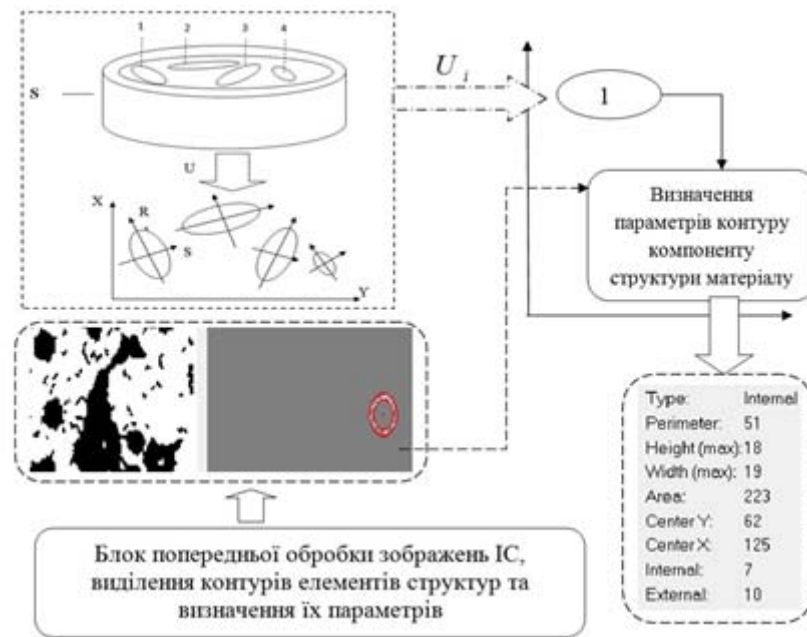 1 2 3 4
S
U
X
R
S
Y
U i
1
Визначення
параметрів контуру
компоненту
структури матеріалу
Type: Internal
Perimeter: 51
Height (max): 18
Width (max): 19
Area: 223
Center Y: 62
Center X: 125
Internal: 7
External: 10
Блок попередньої обробки зображень ІС,
виділення контурів елементів структур та
визначення їх параметрів